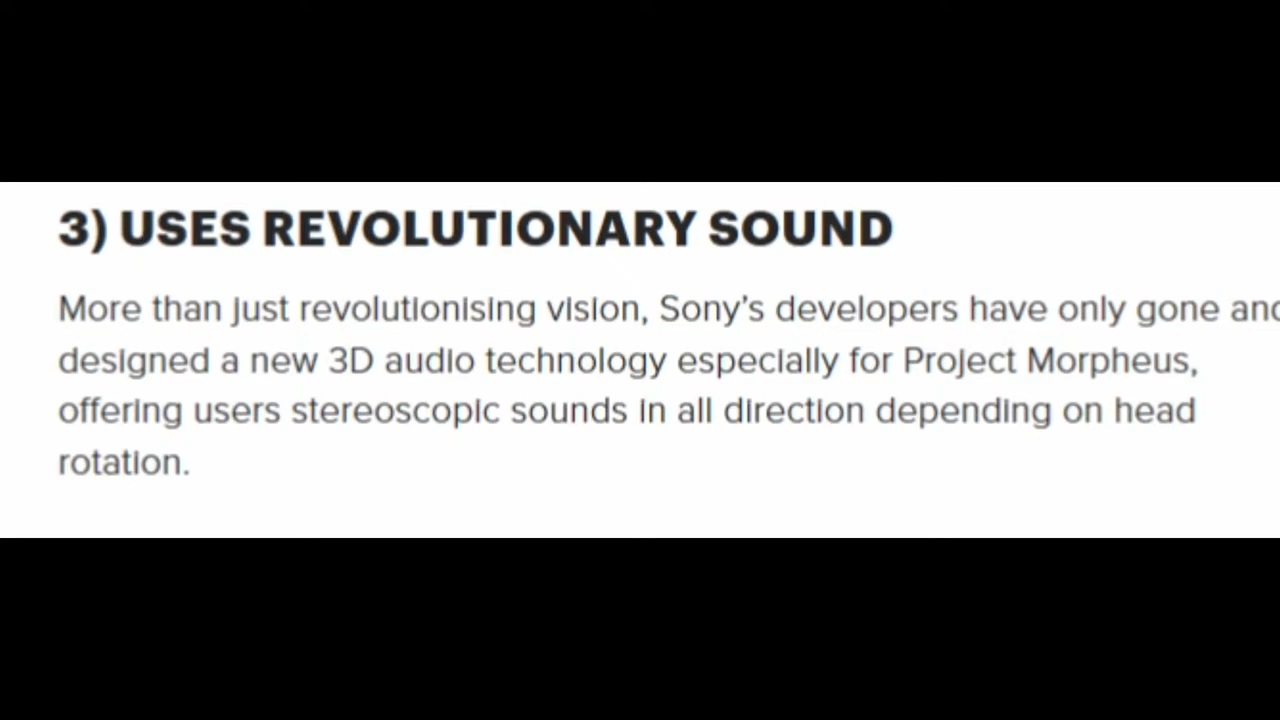 3) USES REVOLUTIONARY SOUND
More than just revolutionising vision, Sony’s developers have only gone and
designed a new 3D audio technology especially for Project Morpheus,
offering users stereoscopic sounds in all direction depending on head
rotation.